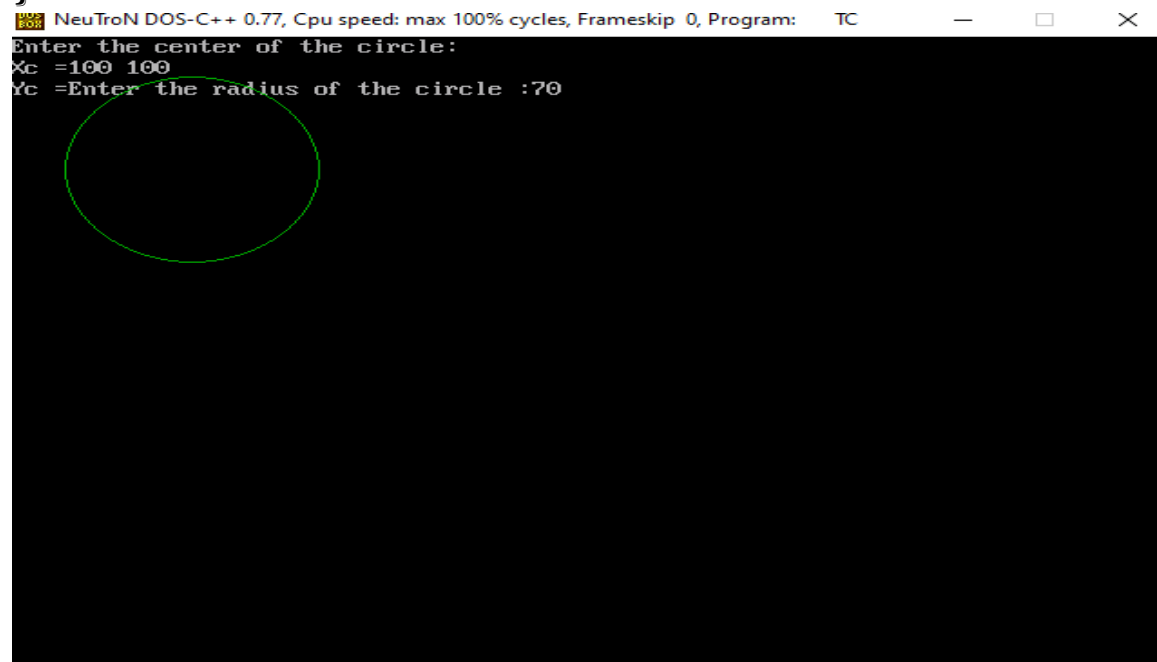 NeuTroN DOS-C++ 0.77, Cpu speed: max 100% cycles, Frameskip 0, Program: TC
Enter the center of the circle:
Xc =100 100
Yc =Enter the radius of the circle :70